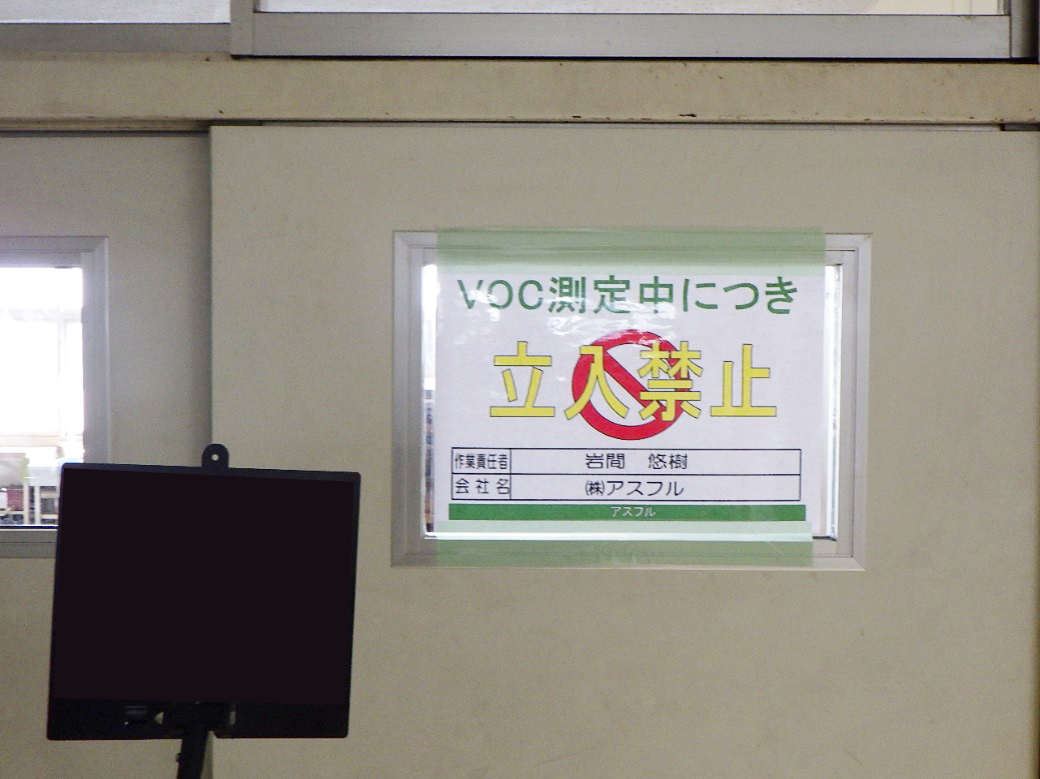 VOC測定中につき
立入禁止
作業責任者 岩間 悠樹
会社名 ㈱アスフル
アスフル